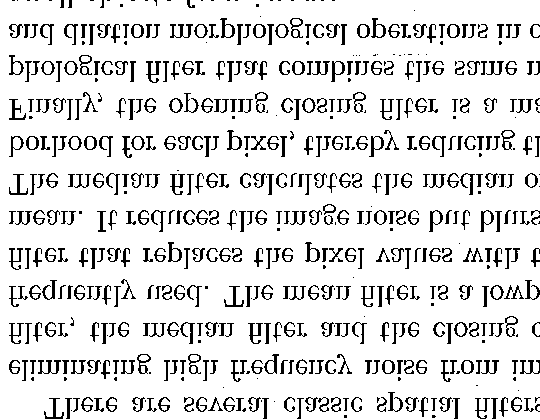 There are several classic spatial filters
eliminating high frequency noise from im
filter, the median filter and the closing o
frequently used. The mean filter is a lowp
filter that replaces the pixel values with t
mean. It reduces the image noise but blurs
The median filter calculates the median o
borhood for each pixel, thereby reducing th
Finally, the opening closing filter is a ma
phological filter that combines the same n
and dilation morphological operations in o